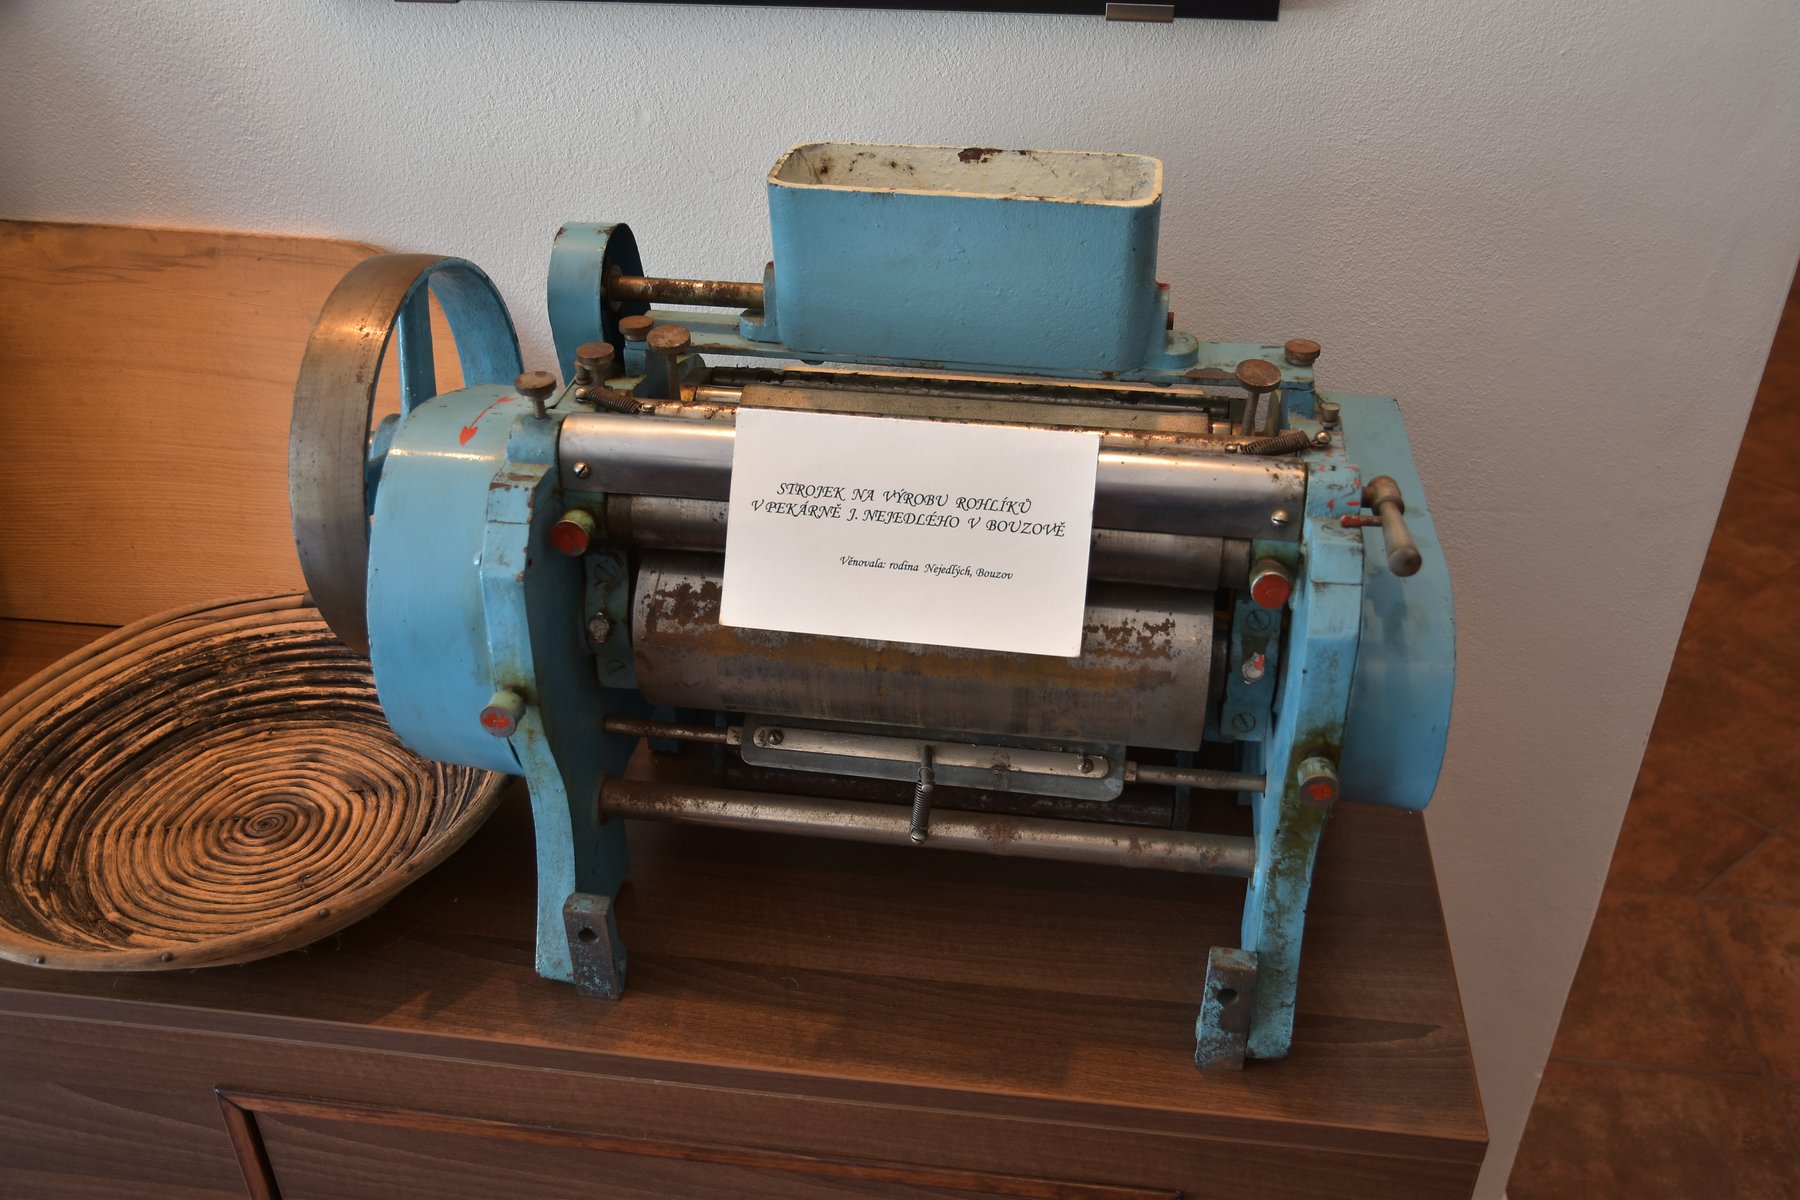 STROJEK NA VÝROBU ROHLÍKŮ
V PEKÁRNĚ J. NEJEDLÉHO V BOUZOVĚ
Věnovala: rodina Nejedlých, Bouzov